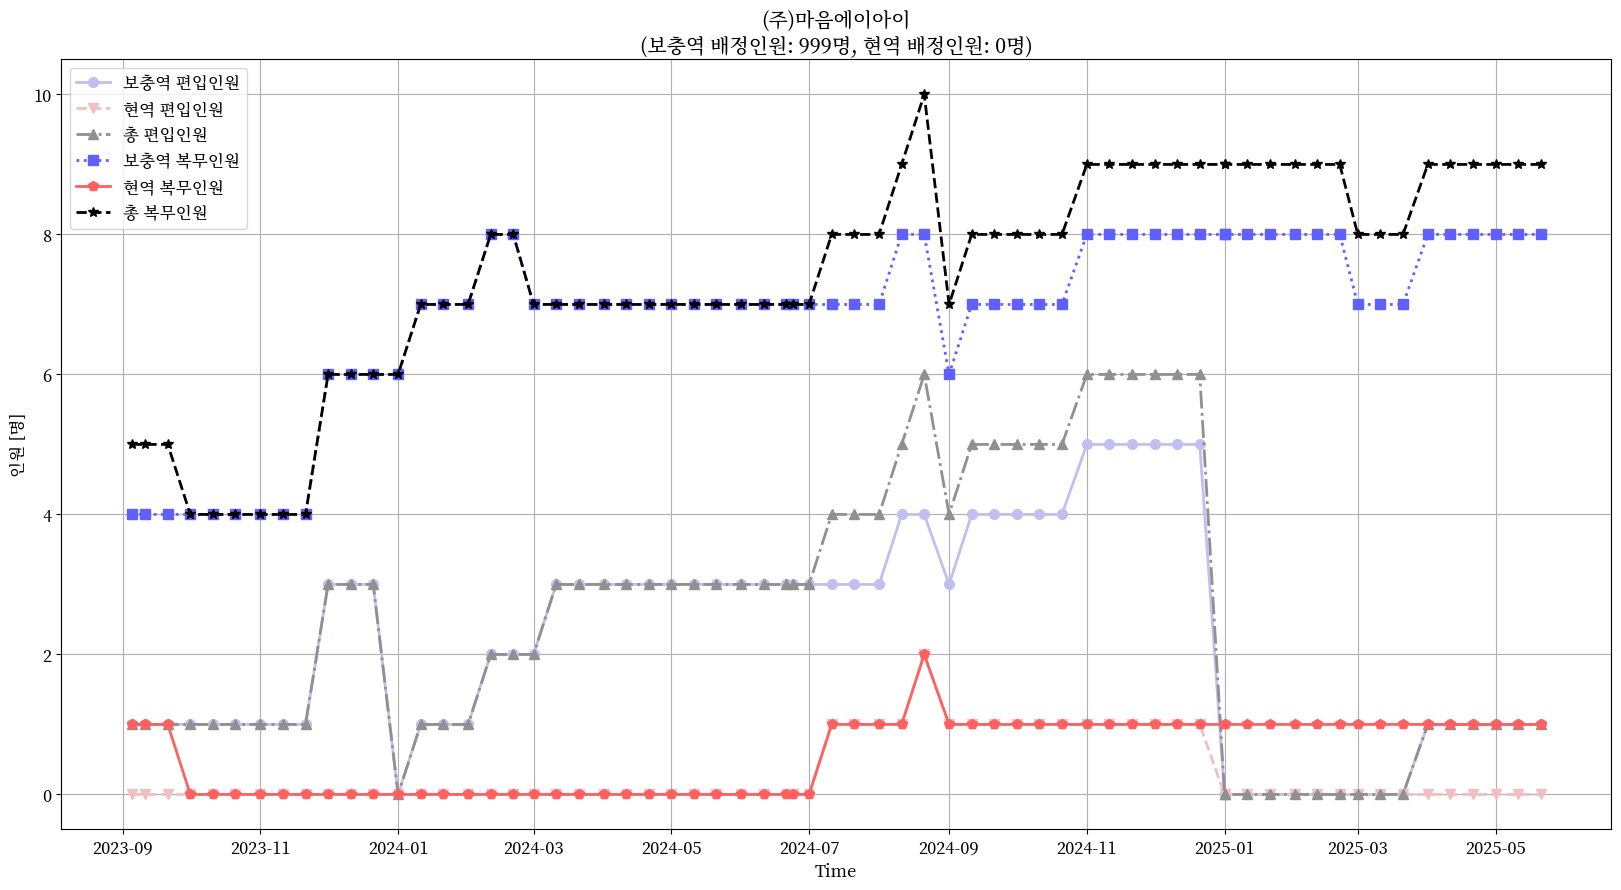 (주)마음에이아이
(보충역 배정인원: 999명, 현역 배정인원: 0명)
보충역 편입인원
현역 편입인원
총 편입인원
보충역 복무인원
현역 복무인원
총 복무인원
인원 [명]
10
8
6
4
2
0
2023-09 2023-11 2024-01 2024-03 2024-05 2024-07 2024-09 2024-11 2025-01 2025-03 2025-05
Time